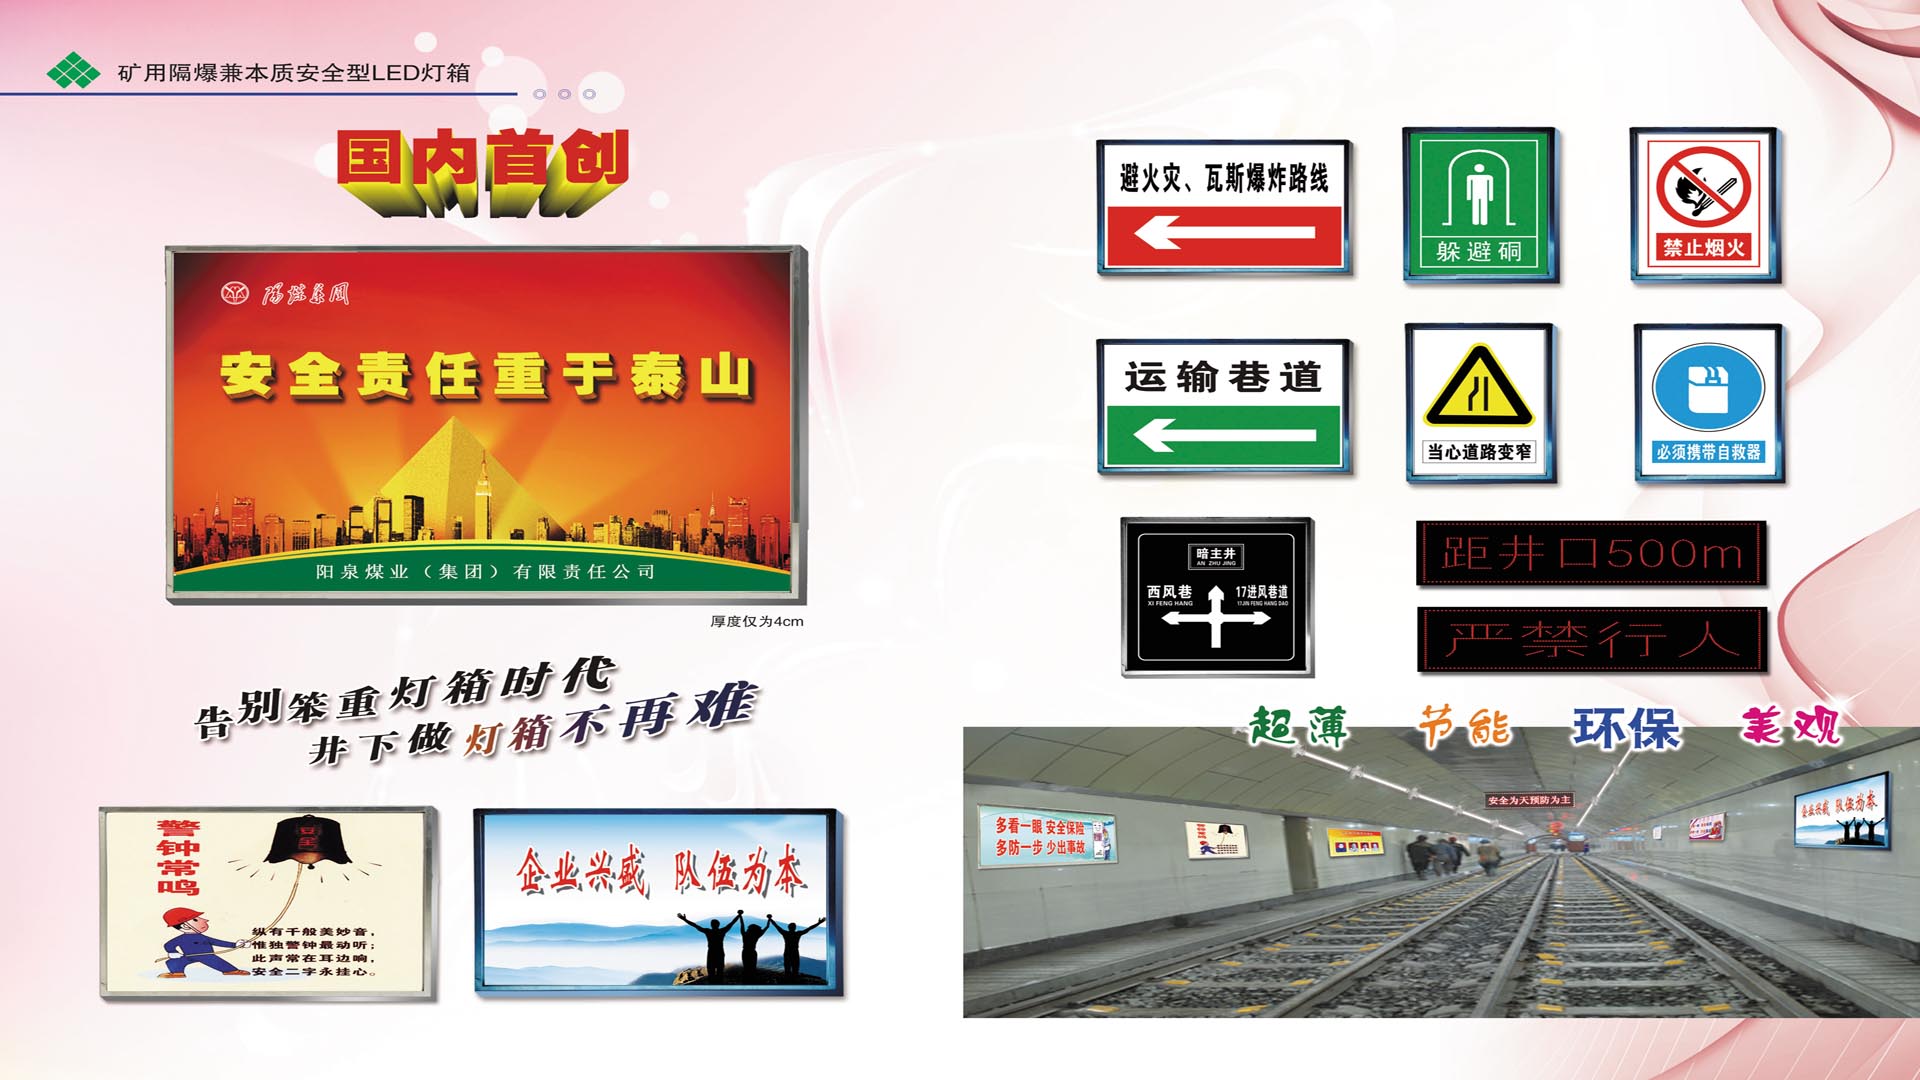 矿用隔爆兼本质安全型LED灯箱
国内首创
阳煤集团
安全责任重于泰山
阳泉煤业（集团）有限责任公司
厚度仅为4cm
告别笨重灯箱时代
井下做灯箱不再难
警钟常鸣
安全
纵有千般美妙音，
惟独警钟最动听；
此声常在耳边响，
安全二字永挂心。
企业兴盛 队伍为本
避火灾、瓦斯爆炸路线
躲避硐
禁止烟火
运输巷道
当心道路变窄
必须携带自救器
暗主井
AN ZHU JING
西风巷
XI FENG HANG
17进风巷道
17JIN FENG HANG DAO
距井口500m
严禁行人
超薄 节能 环保 美观
多看一眼 安全保险
多防一步 少出事故
安全为天预防为主
企业兴盛 队伍为本